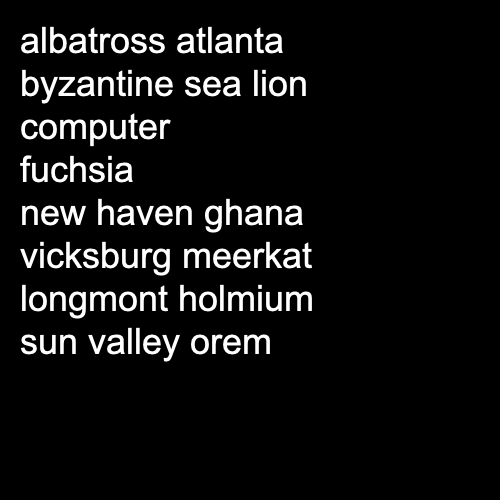 albatross atlanta
byzantine sea lion
computer
fuchsia
new haven ghana
vicksburg meerkat
longmont holmium
sun valley orem